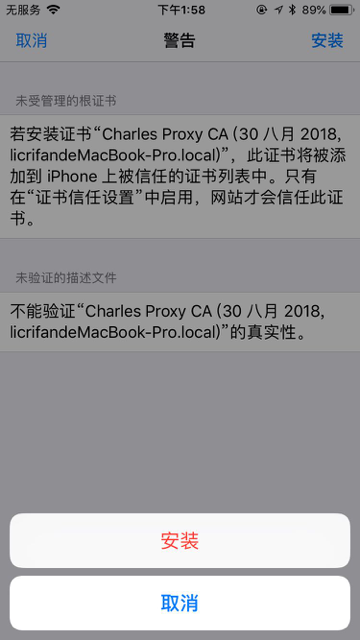 无服务 下午1:58 89%
取消 警告 安装
未受管理的根证书
若安装证书“Charles Proxy CA (30 八月 2018,
licrifandeMacBook-Pro.local)”，此证书将被添
加到 iPhone 上被信任的证书列表中。只有
在“证书信任设置”中启用，网站才会信任此证
书。
未验证的描述文件
不能验证“Charles Proxy CA (30 八月 2018,
licrifandeMacBook-Pro.local)”的真实性。
安装
取消